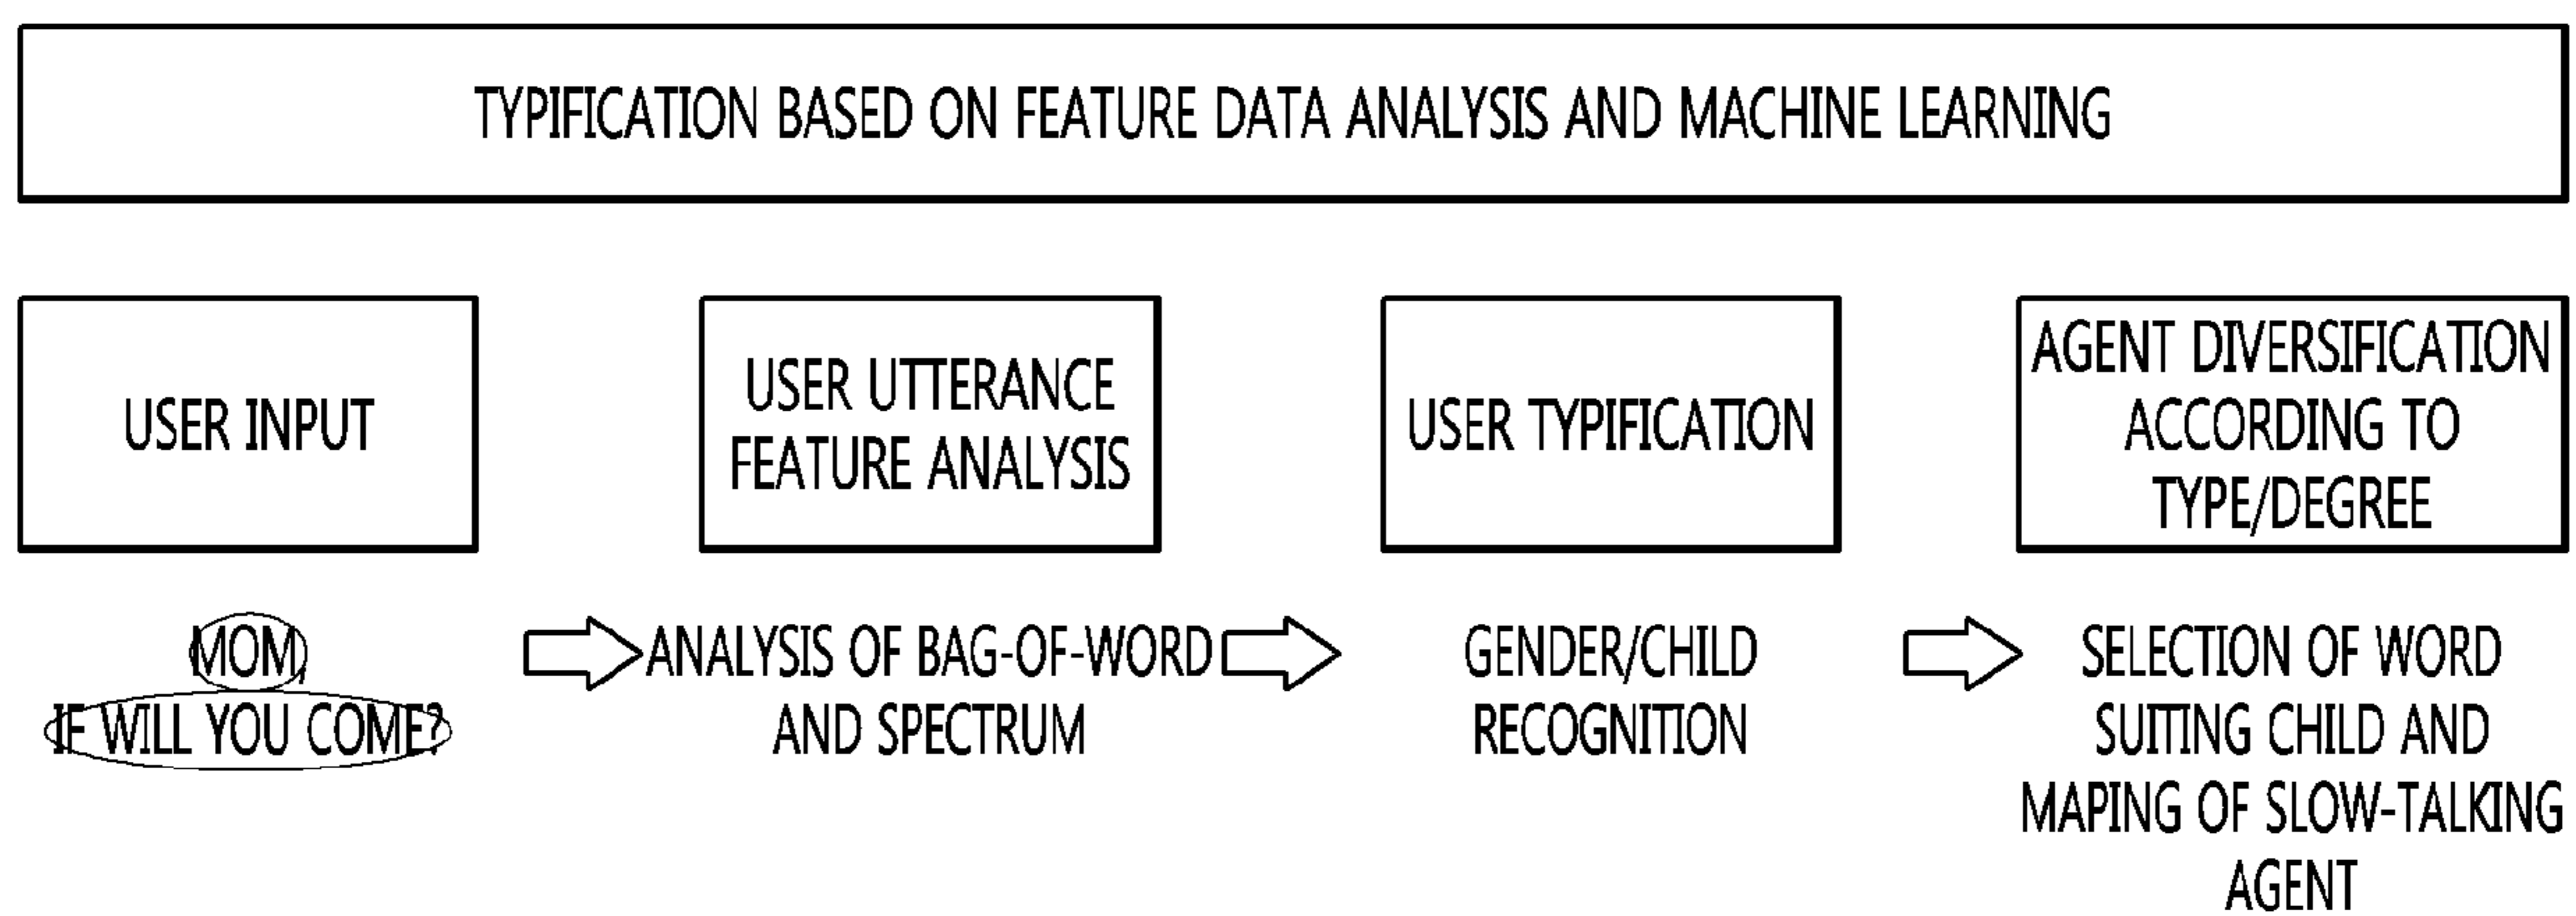 TYPIFICATION BASED ON FEATURE DATA ANALYSIS AND MACHINE LEARNING
USER INPUT
USER UTTERANCE
FEATURE ANALYSIS
USER TYPIFICATION
AGENT DIVERSIFICATION
ACCORDING TO
TYPE/DEGREE
MOM,
IF WILL YOU COME?
ANALYSIS OF BAG-OF-WORD
AND SPECTRUM
GENDER/CHILD
RECOGNITION
SELECTION OF WORD
SUITING CHILD AND
MAPING OF SLOW-TALKING
AGENT